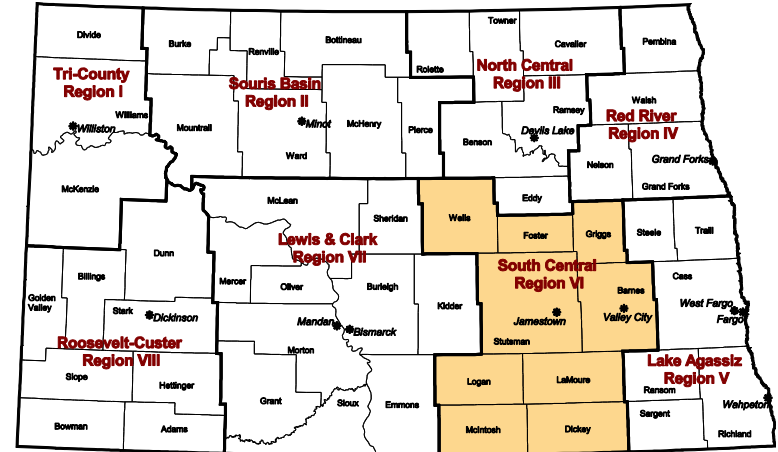 Divide
Burke
Renville
Bottineau
Towner
Rolette
Cavalier
Pembina
Tri-County
Region I
Williams
Williston
Souris Basin
Region II
Mountrall
Minot
Ward
McHenry
Pierce
North Central
Region III
Ramsey
Benson
Devils Lake
Eddy
Walsh
Red River
Region IV
Nelson
Grand Forks
Grand Forks
McKenzie
McLean
Sheridan
Wells
Foster
Griggs
Steele
Traill
Dunn
Billings
Golden
Valley
Stark
Dickinson
Lewis & Clark
Region VII
Mercer
Oliver
Burleigh
Kidder
Mandan
Bismarck
Morton
South Central
Region VI
Barnes
Jamestown
Valley City
Stutsman
Cass
West Fargo
Fargo
Roosevelt-Custer
Region VIII
Slope
Hettinger
Bowman
Adams
Grant
Sioux
Emmons
Logan
LaMoure
McIntosh
Dickey
Lake Agassiz
Region V
Ransom
Sargent
Wahpeton
Richland